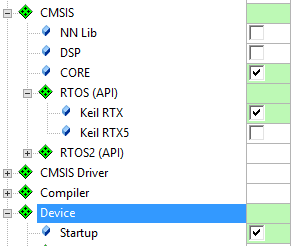 CMSIS
NN Lib
DSP
CORE
RTOS (API)
Keil RTX
Keil RTX5
RTOS2 (API)
CMSIS Driver
Compiler
Device
Startup